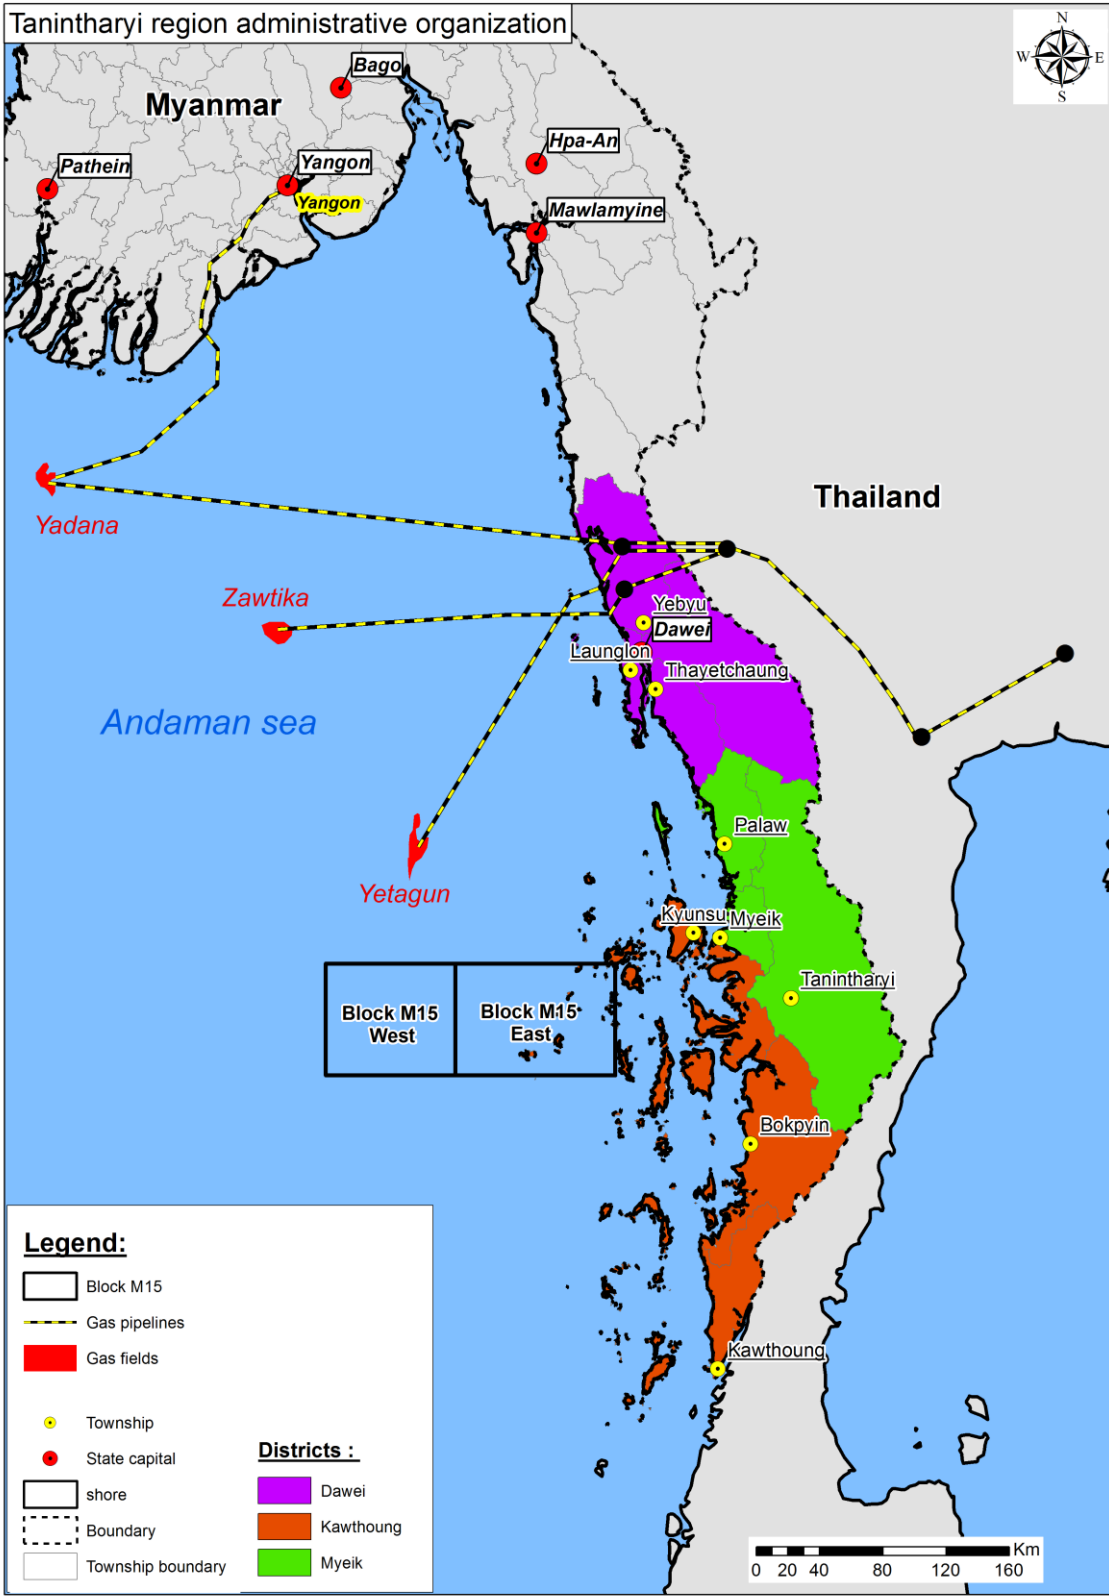 Tanintharyi region administrative organization
N
W
E
S
Bago
Myanmar
Hpa-An
Pathein
Yangon
Yangon
Mawlamyine
Thailand
Yadana
Zawtika
Yebyu
Dawei
Launglon
Thayetchaung
Andaman sea
Palaw
Yetagun
Kyunsu
Myeik
Tanintharyi
Block M15
West
Block M15
East
Bokpyin
Kawthoung
Legend:
Block M15
Gas pipelines
Gas fields
Township
State capital
shore
Boundary
Township boundary
Districts :
Dawei
Kawthoung
Myeik
Km
0 20 40 80 120 160